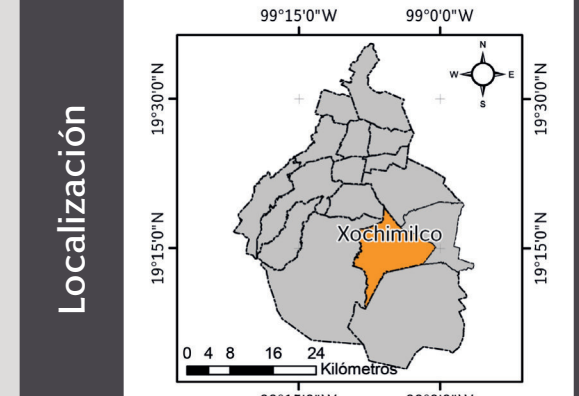 Localización
99°15'0"W 99°0'0"W
N
W E
S
19°30'0"N 19°30'0"N
Xochimilco
19°15'0"N 19°15'0"N
0 4 8 16 24
Kilómetros